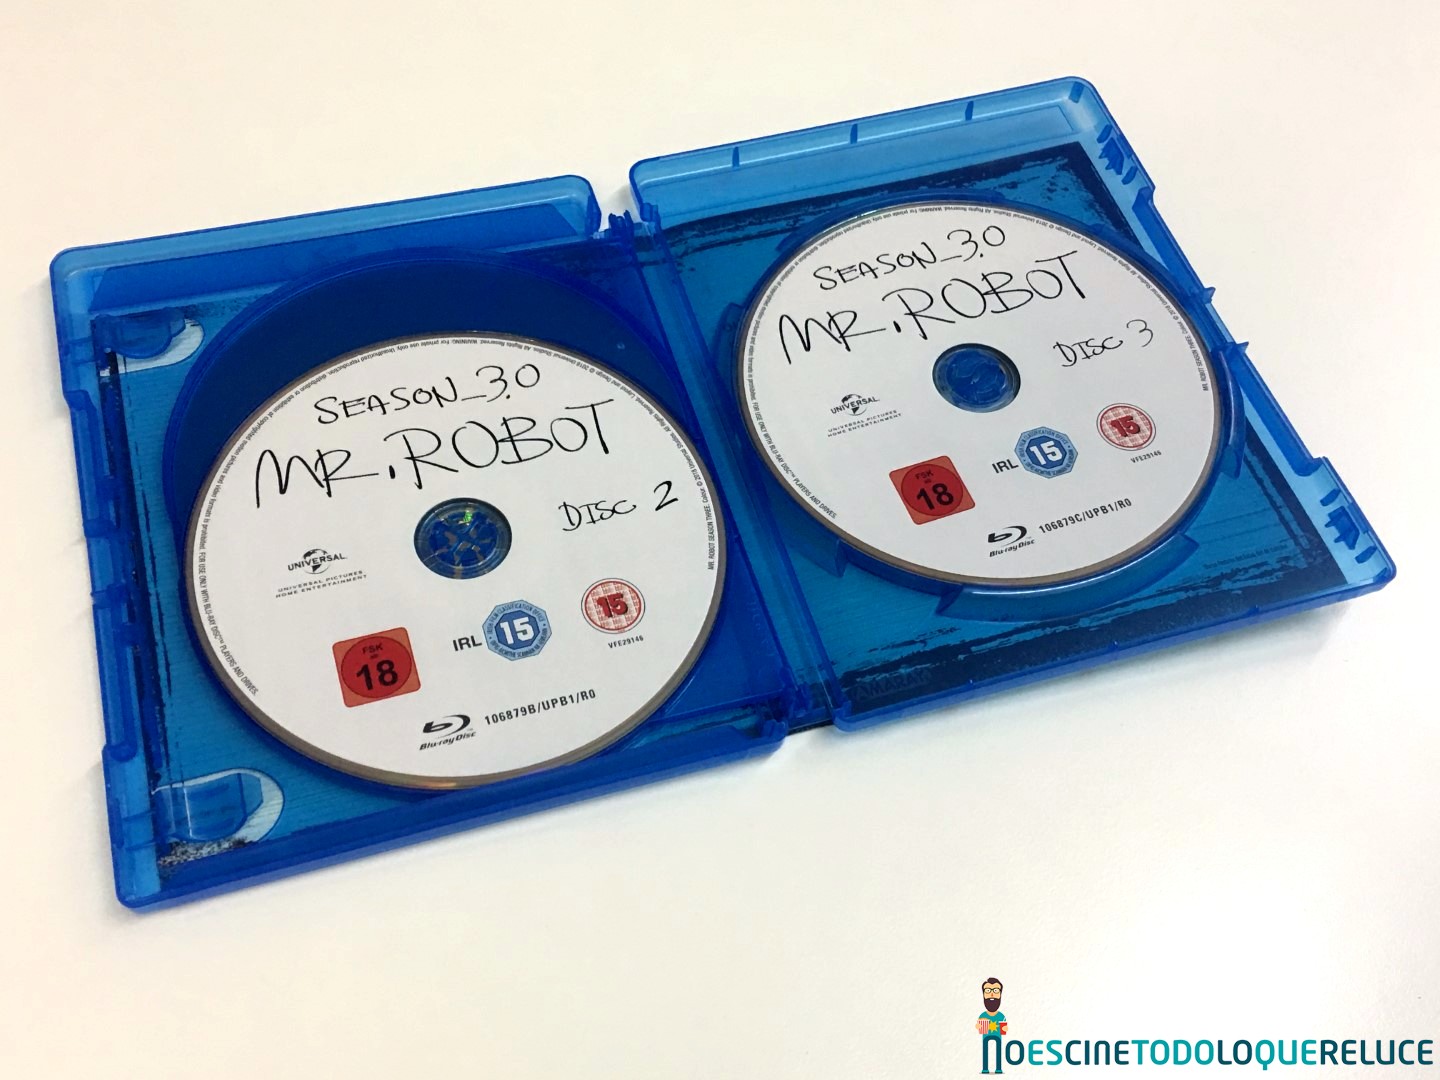 SEASON_3.0
MR. ROBOT
DISC 2
UNIVERSAL
UNIVERSAL PICTURES
HOME ENTERTAINMENT
FSK
18
IRL
15
15
VFE29146
Blu-ray Disc
106879B/UPB1/R0
SEASON_3.0
MR. ROBOT
DISC 3
UNIVERSAL
UNIVERSAL PICTURES
HOME ENTERTAINMENT
FSK
18
IRL
15
15
VFE29146
Blu-ray Disc
106879C/UPB1/R0
AMARAY
NOESCINETODOLOQUERELUCE